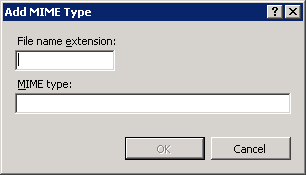 Add MIME Type
File name extension:
MIME type:
OK
Cancel